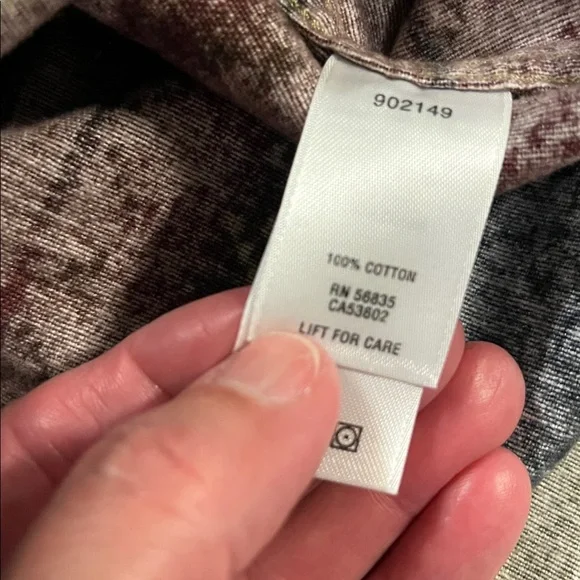 902149
100% COTTON
RN 56835
CA53602
LIFT FOR CARE